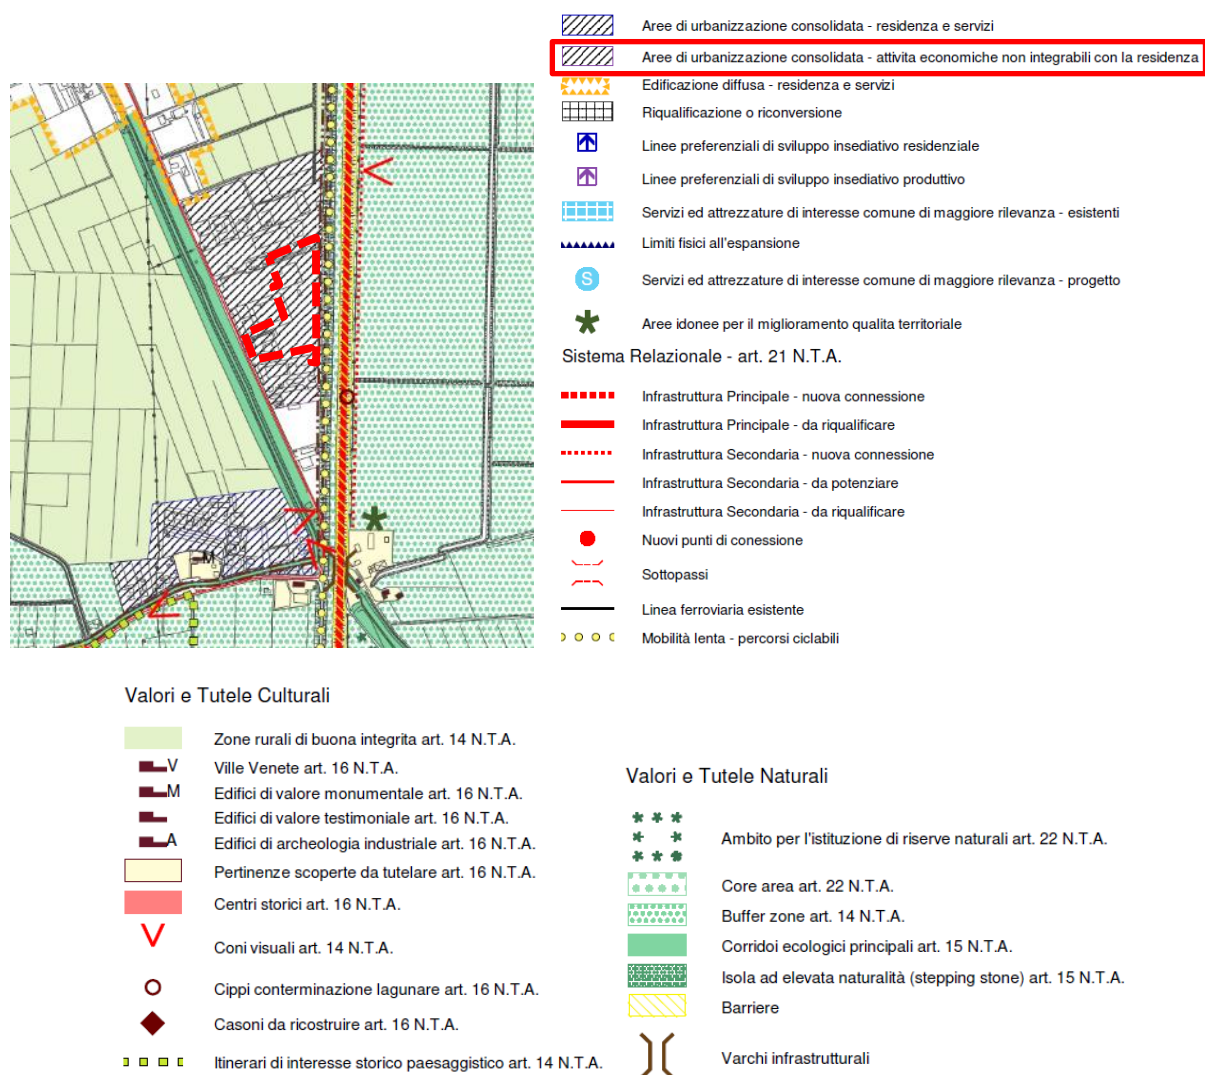 Aree di urbanizzazione consolidata - residenza e servizi
Aree di urbanizzazione consolidata - attivita economiche non integrabili con la residenza
Edificazione diffusa - residenza e servizi
Riqualificazione o riconversione
Linee preferenziali di sviluppo insediativo residenziale
Linee preferenziali di sviluppo insediativo produttivo
Servizi ed attrezzature di interesse comune di maggiore rilevanza - esistenti
Limiti fisici all'espansione
S Servizi ed attrezzature di interesse comune di maggiore rilevanza - progetto
Aree idonee per il miglioramento qualita territoriale
Sistema Relazionale - art. 21 N.T.A.
Infrastruttura Principale - nuova connessione
Infrastruttura Principale - da riqualificare
Infrastruttura Secondaria - nuova connessione
Infrastruttura Secondaria - da potenziare
Infrastruttura Secondaria - da riqualificare
Nuovi punti di conessione
Sottopassi
Linea ferroviaria esistente
Mobilità lenta - percorsi ciclabili
M
Valori e Tutele Culturali
Zone rurali di buona integrita art. 14 N.T.A.
V Ville Venete art. 16 N.T.A.
M Edifici di valore monumentale art. 16 N.T.A.
Edifici di valore testimoniale art. 16 N.T.A.
A Edifici di archeologia industriale art. 16 N.T.A.
Pertinenze scoperte da tutelare art. 16 N.T.A.
Centri storici art. 16 N.T.A.
Coni visuali art. 14 N.T.A.
Cippi conterminazione lagunare art. 16 N.T.A.
Casoni da ricostruire art. 16 N.T.A.
Itinerari di interesse storico paesaggistico art. 14 N.T.A.
Valori e Tutele Naturali
Ambito per l'istituzione di riserve naturali art. 22 N.T.A.
Core area art. 22 N.T.A.
Buffer zone art. 14 N.T.A.
Corridoi ecologici principali art. 15 N.T.A.
Isola ad elevata naturalità (stepping stone) art. 15 N.T.A.
Barriere
Varchi infrastrutturali